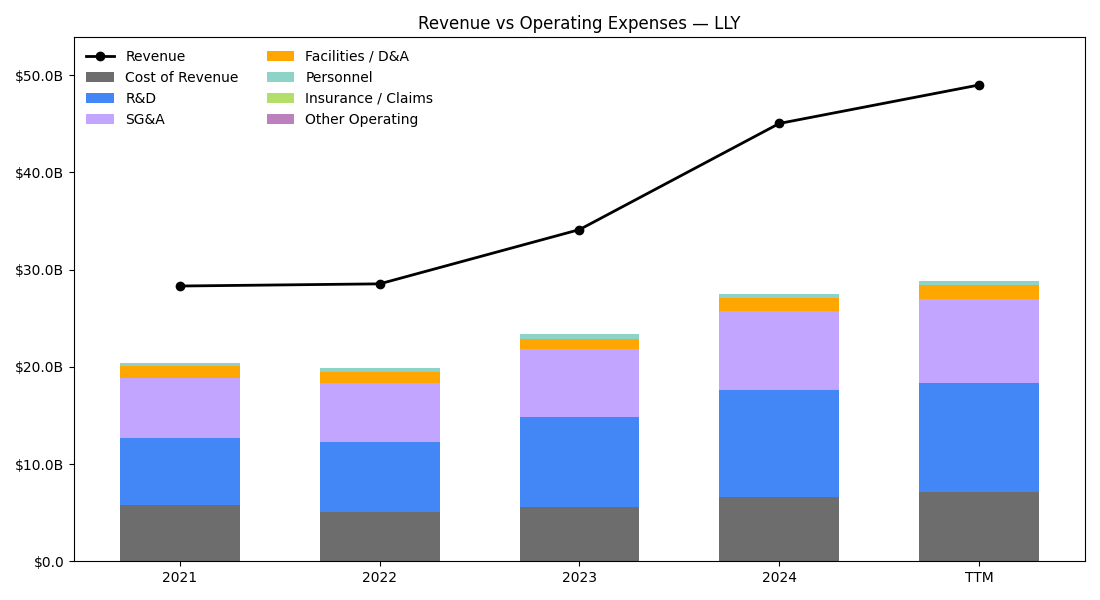 Revenue vs Operating Expenses — LLY
Revenue
Cost of Revenue
R&D
SG&A
Facilities / D&A
Personnel
Insurance / Claims
Other Operating
$50.0B
$40.0B
$30.0B
$20.0B
$10.0B
$0.0
2021
2022
2023
2024
TTM